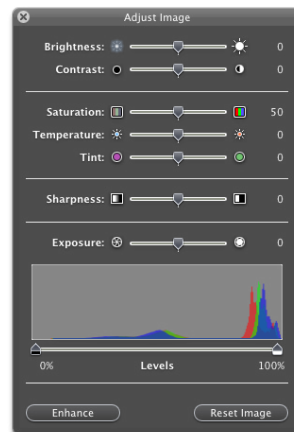 Adjust Image
Brightness: 0
Contrast: 0
Saturation: 50
Temperature: 0
Tint: 0
Sharpness: 0
Exposure: 0
0% Levels 100%
Enhance Reset Image